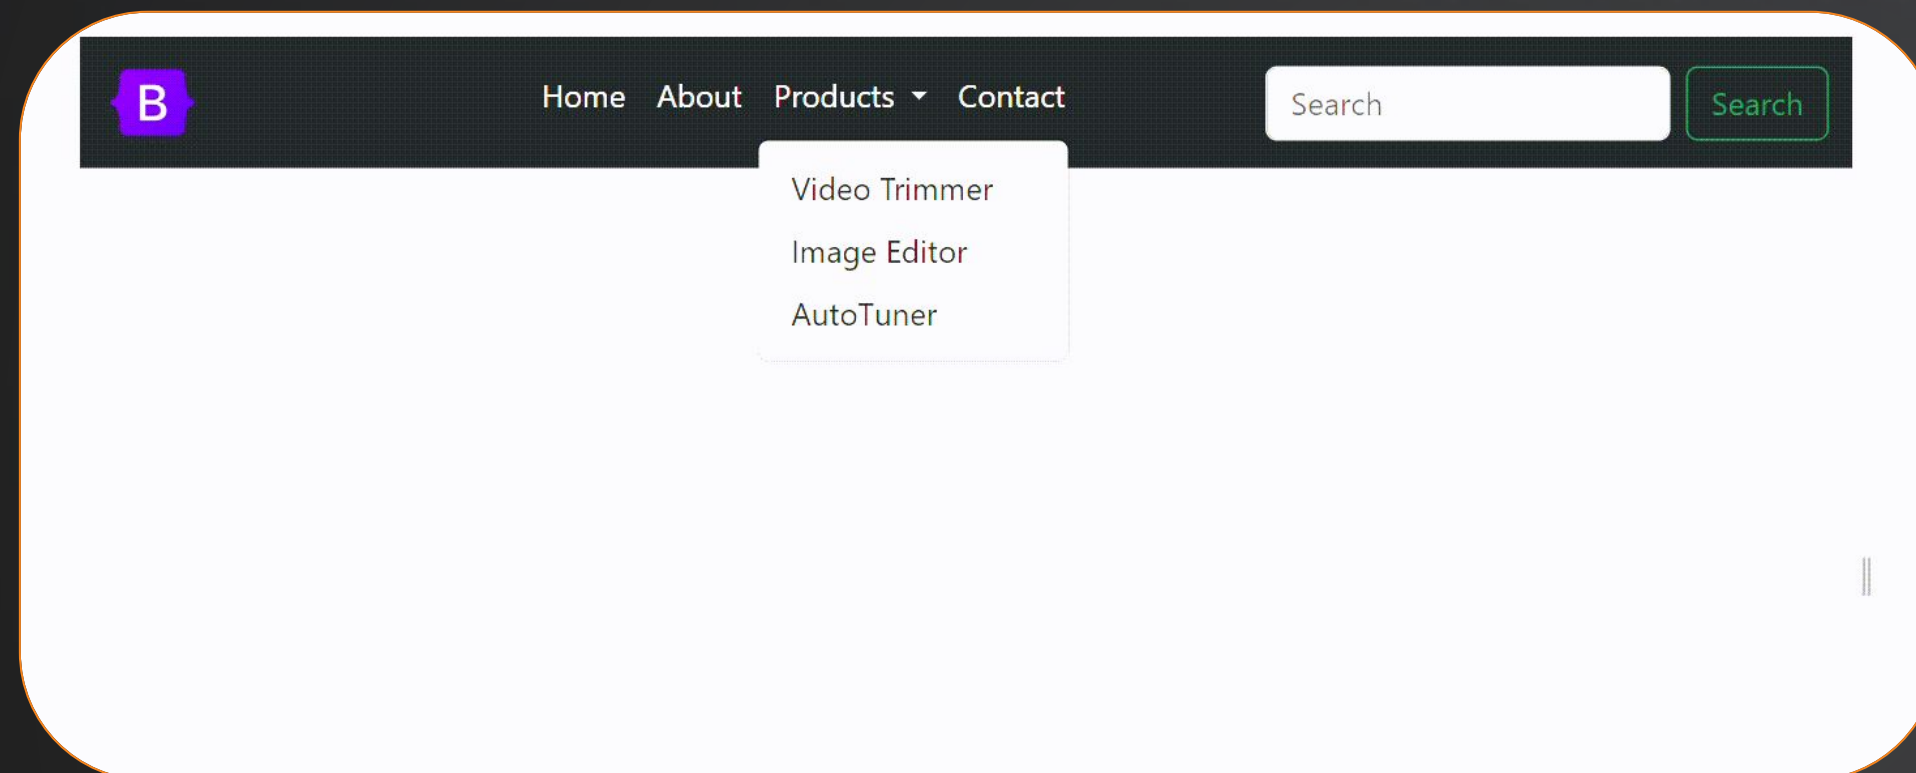 B
Home About Products Contact
Search Search
Video Trimmer
Image Editor
AutoTuner